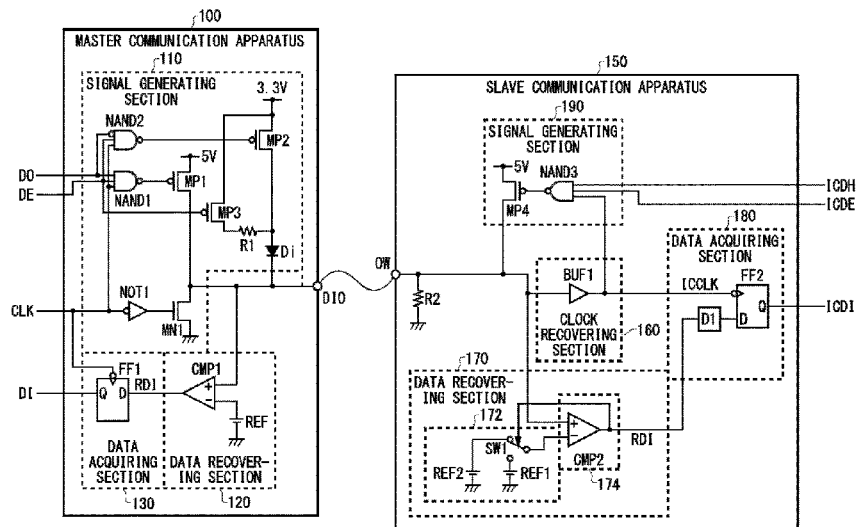 100
MASTER COMMUNICATION APPARATUS
110
SIGNAL GENERATING
SECTION
3.3V
NAND2
MP2
5V
DO
DE
MP1
NAND1
MP3
R1
Di
DIO
CLK
NOT1
MN1
FF1
RDI
CMP1
DI
Q
D
+
−
REF
DATA
ACQUIRING
SECTION
DATA RECOVER-
ING SECTION
130
120
150
SLAVE COMMUNICATION APPARATUS
190
SIGNAL GENERATING
SECTION
5V
NAND3
MP4
ICDH
ICDE
180
DATA ACQUIRING
SECTION
OW
R2
BUF1
ICCLK
FF2
Q
D
ICDI
D1
CLOCK
RECOVERING
SECTION
160
170
DATA RECOVER-
ING SECTION
172
SW1
REF2
REF1
+
−
CMP2
RDI
174